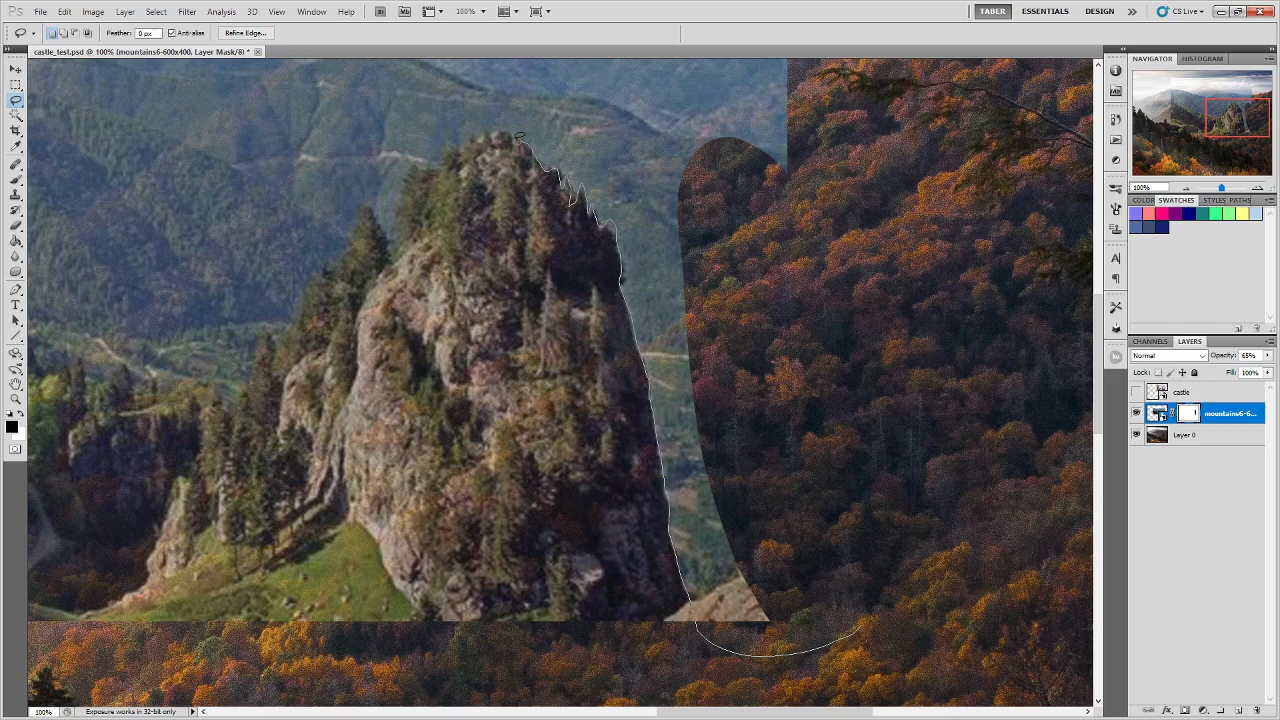 Ps File Edit Image Layer Select Filter Analysis 3D View Window Help Br Mb 100% TABER ESSENTIALS DESIGN CS Live
Feather: 0 px Anti-alias Refine Edge...
castle_test.psd @ 100% (mountains6-600x400, Layer Mask/8) *
NAVIGATOR HISTOGRAM
100%
COLOR SWATCHES STYLES PATHS
CHANNELS LAYERS
Normal Opacity: 65%
Lock: Fill: 100%
castle
mountains6-6...
Layer 0
100% Exposure works in 32-bit only